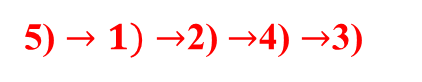 5) → 1) →2) →4) →3)